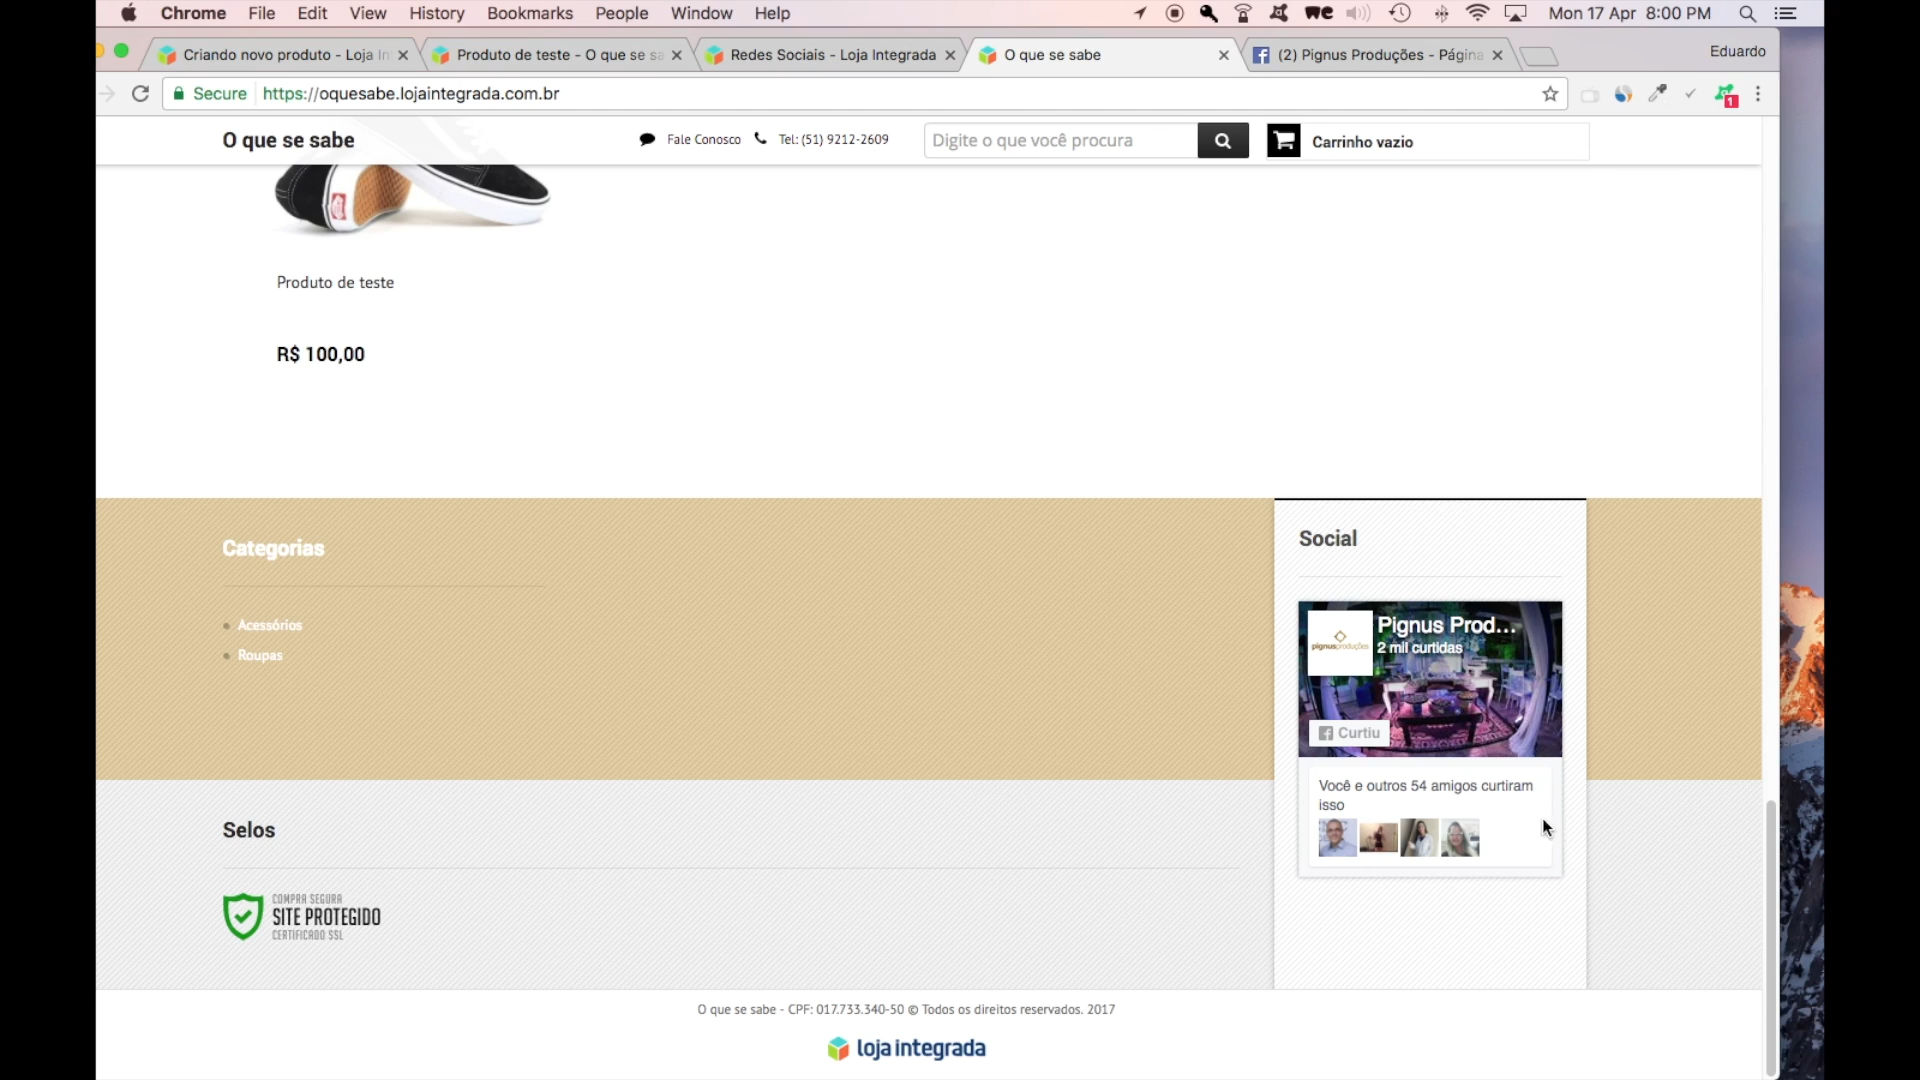 Chrome File Edit View History Bookmarks People Window Help we Mon 17 Apr 8:00 PM
Criando novo produto - Loja In
Produto de teste - O que se sa
Redes Sociais - Loja Integrada
O que se sabe
(2) Pignus Produções - Página
Eduardo
Secure https://oquesabe.lojaintegrada.com.br
1
O que se sabe
Fale Conosco
Tel: (51) 9212-2609
Digite o que você procura
Carrinho vazio
Produto de teste
R$ 100,00
Categorias
Acessórios
Roupas
Social
Pignus Prod...
2 mil curtidas
pignusproduções
Curtiu
Você e outros 54 amigos curtiram
isso
Selos
COMPRA SEGURA
SITE PROTEGIDO
CERTIFICADO SSL
O que se sabe - CPF: 017.733.340-50 © Todos os direitos reservados. 2017
loja integrada